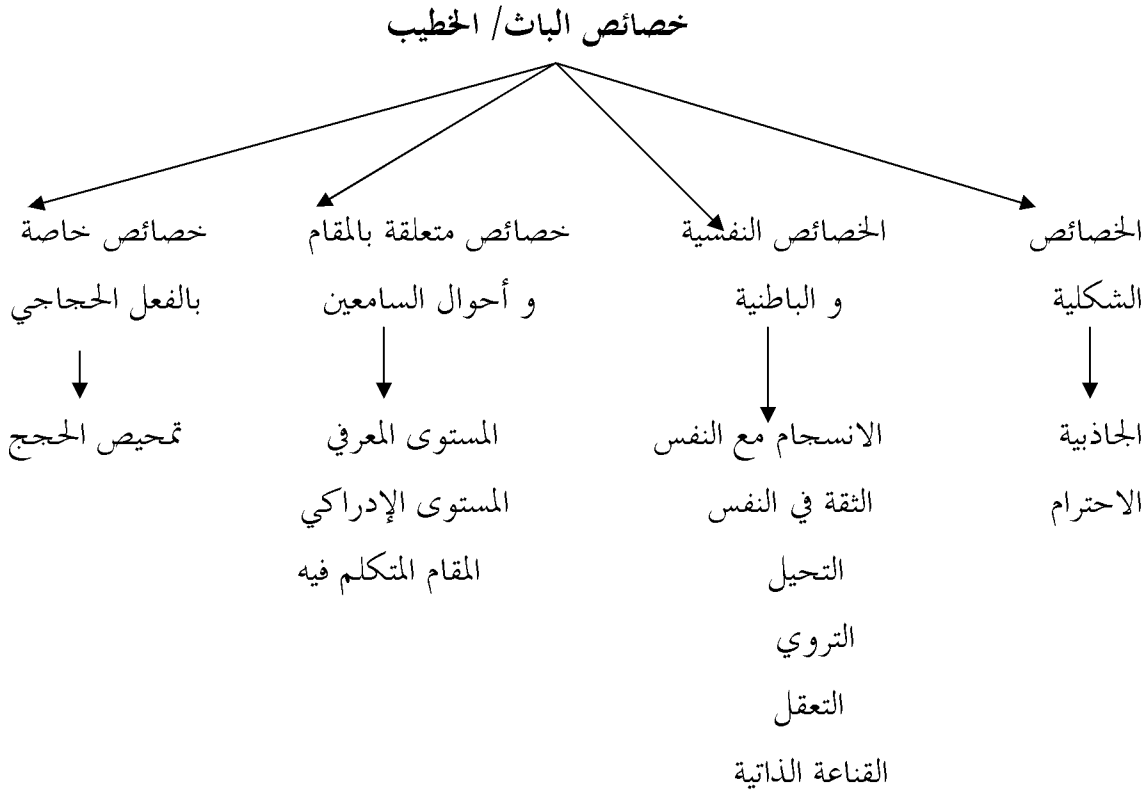 خصائص الباث/ الخطيب
الخصائص
الشكلية
الجاذبية
الاحترام
الخصائص النفسية
و الباطنية
الانسجام مع النفس
الثقة في النفس
التحيل
التروي
التعقل
القناعة الذاتية
خصائص متعلقة بالمقام
و أحوال السامعين
المستوى المعرفي
المستوى الإدراكي
المقام المتكلم فيه
خصائص خاصة
بالفعل الحجاجي
تمحيص الحجج